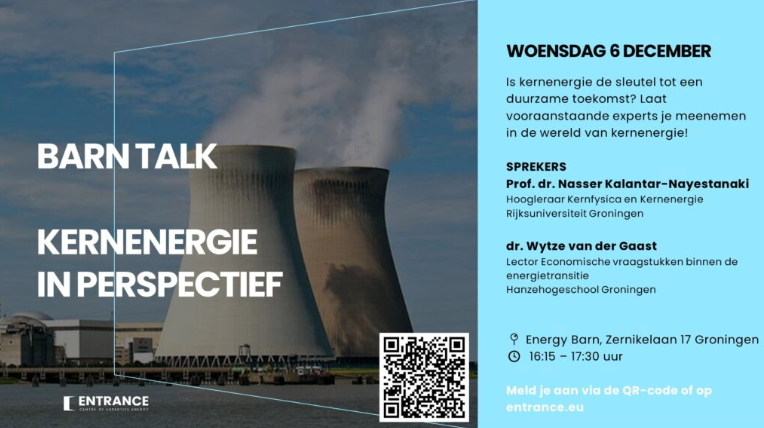 BARN TALK
KERNENERGIE
IN PERSPECTIEF
ENTRANCE
CENTRE OF EXPERTISE ENERGY
WOENSDAG 6 DECEMBER
Is kernenergie de sleutel tot een
duurzame toekomst? Laat
vooraanstaande experts je meenemen
in de wereld van kernenergie!
SPREKERS
Prof. dr. Nasser Kalantar-Nayestanaki
Hoogleraar Kernfysica en Kernenergie
Rijksuniversiteit Groningen
dr. Wytze van der Gaast
Lector Economische vraagstukken binnen de
energietransitie
Hanzehogeschool Groningen
Energy Barn, Zernikelaan 17 Groningen
16:15 – 17:30 uur
Meld je aan via de QR-code of op
entrance.eu